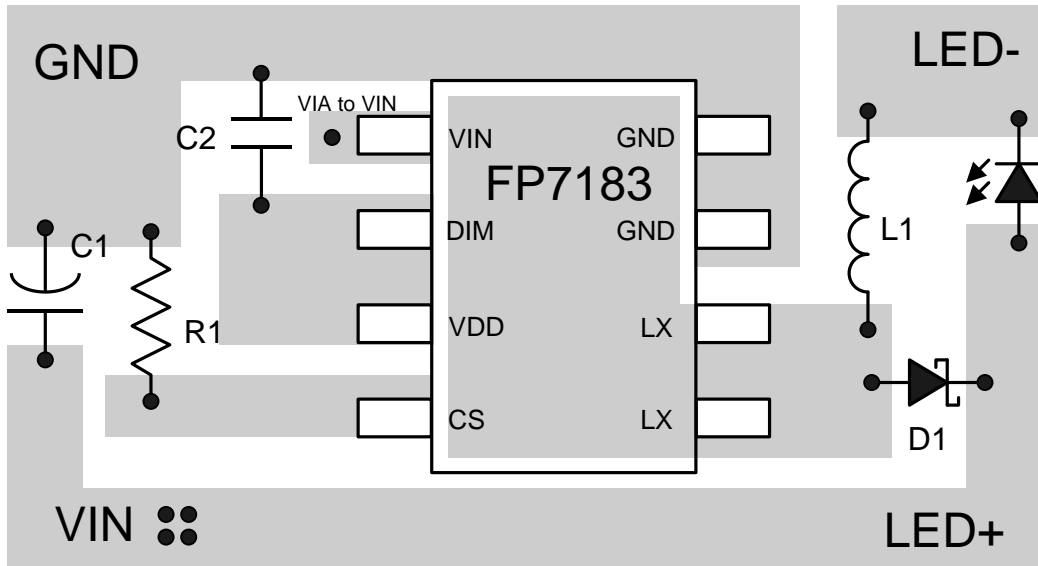 GND
LED-
VIA to VIN
C2
VIN
GND
FP7183
DIM
GND
L1
C1
R1
VDD
LX
CS
LX
D1
VIN
LED+